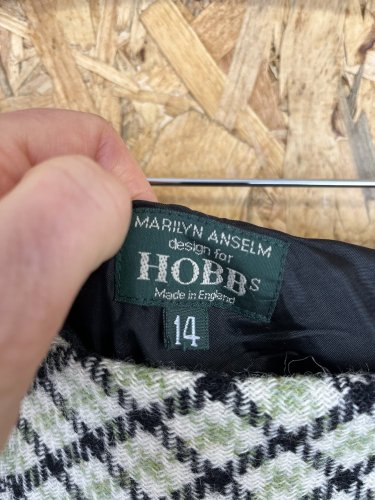 MARILYN ANSELM
design for
HOBBS
Made in England
14